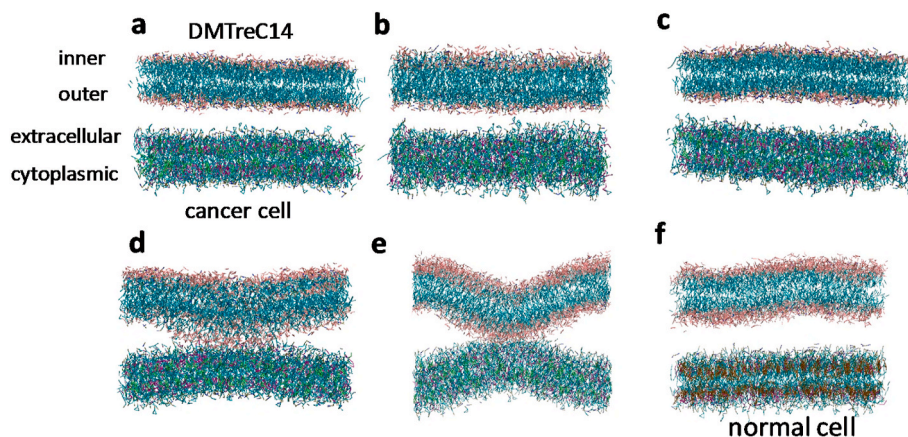 a
DMTreC14
b
c
inner
outer
extracellular
cytoplasmic
cancer cell
d
e
f
normal cell